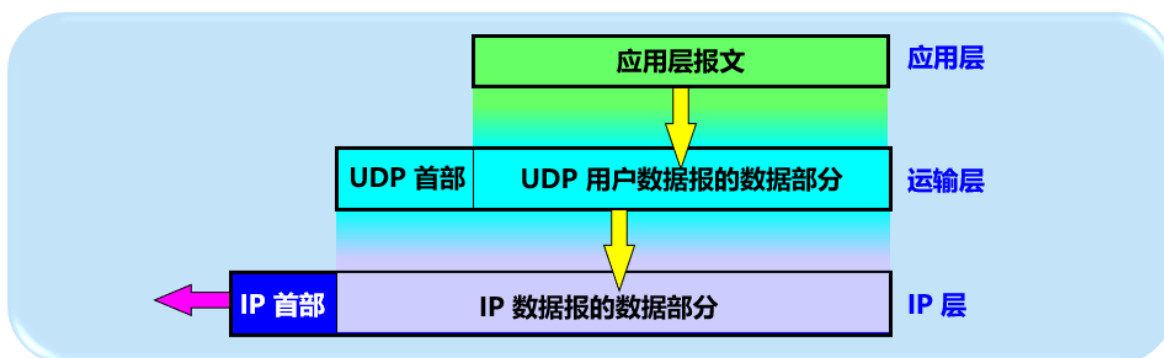 应用层报文 应用层
UDP 首部 UDP 用户数据报的数据部分 运输层
IP 首部 IP 数据报的数据部分 IP 层